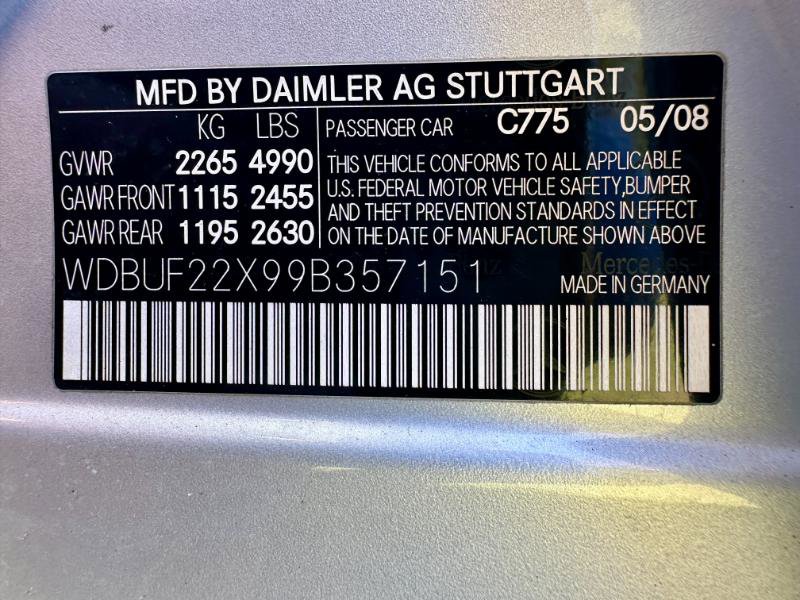 MFD BY DAIMLER AG STUTTGART
KG LBS
GVWR 2265 4990
GAWR FRONT 1115 2455
GAWR REAR 1195 2630
PASSENGER CAR C775 05/08
THIS VEHICLE CONFORMS TO ALL APPLICABLE
U.S. FEDERAL MOTOR VEHICLE SAFETY,BUMPER
AND THEFT PREVENTION STANDARDS IN EFFECT
ON THE DATE OF MANUFACTURE SHOWN ABOVE
WDBUF22X99B357151
MADE IN GERMANY